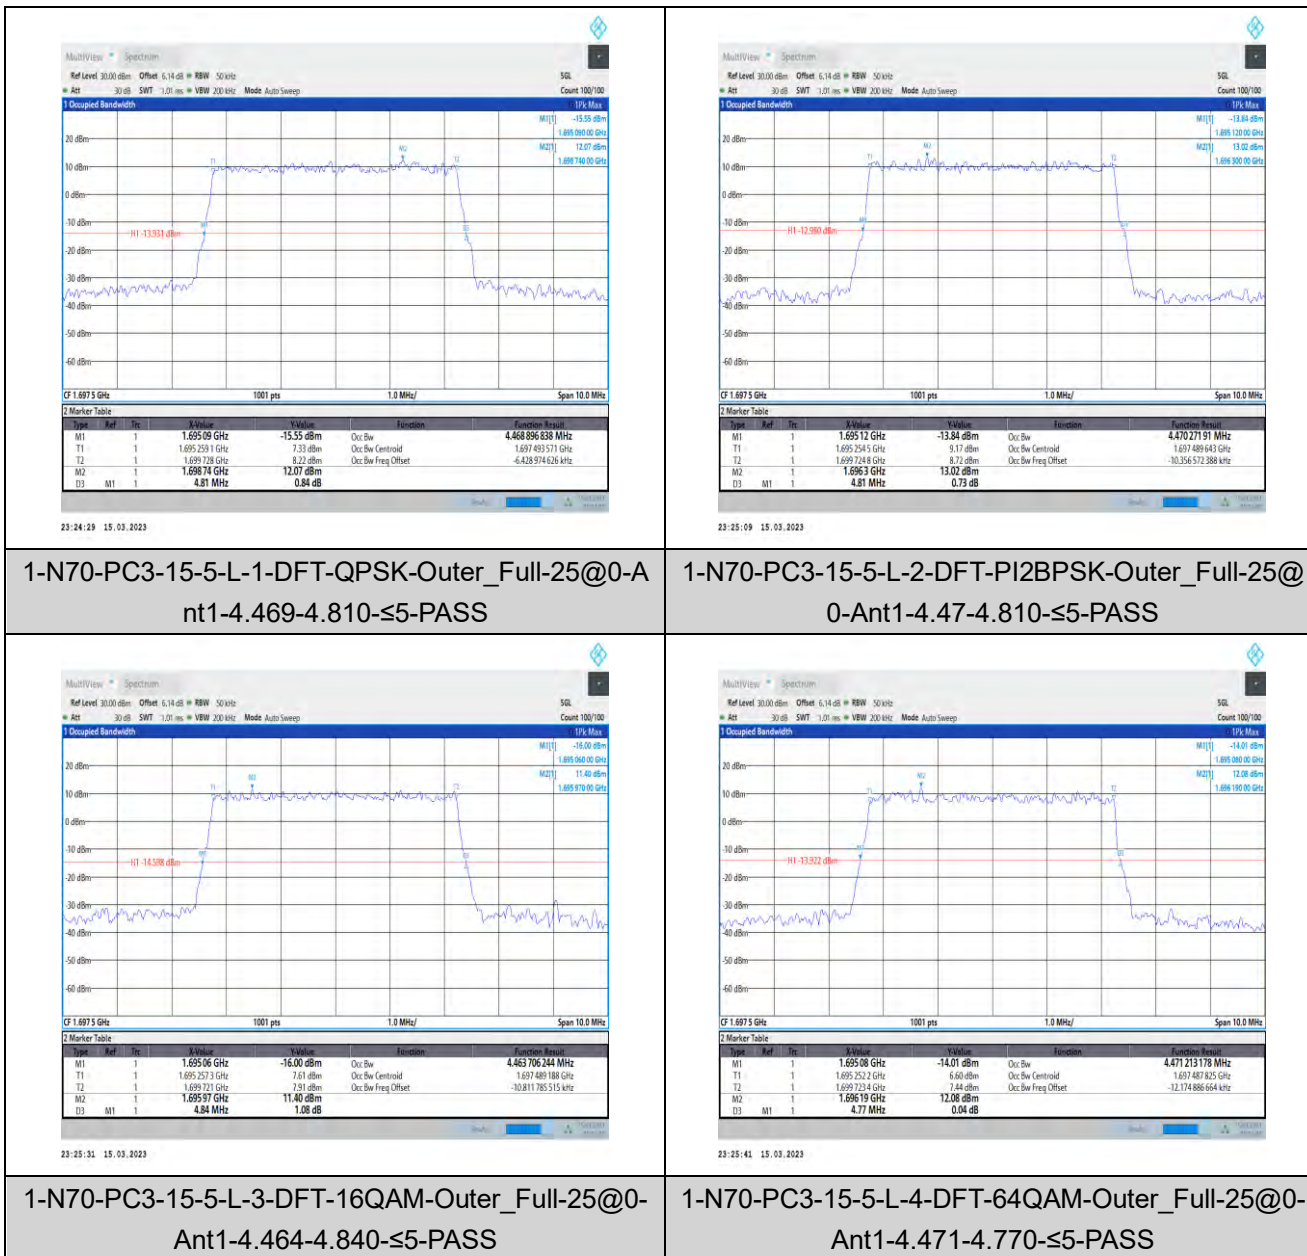 MultiView Spectrum
Ref Level 30.00 dBm Offset 6.14 dB RBW 50 kHz SGL
Att 30 dB SWT 1.01 ms VBW 200 kHz Mode Auto Sweep Count 100/100
1 Occupied Bandwidth 1Pk Max
M1[1] -15.55 dBm
1.695 090 00 GHz
M2[1] 12.07 dBm
1.698 740 00 GHz
20 dBm
10 dBm
0 dBm
-10 dBm
H1 -13.931 dBm
-20 dBm
-30 dBm
-40 dBm
-50 dBm
-60 dBm
T1 M2 T2
CF 1.697 5 GHz 1001 pts 1.0 MHz/ Span 10.0 MHz
2 Marker Table
Type Ref Trc X-Value Y-Value Function Function Result
M1 1 1.695 09 GHz -15.55 dBm Occ Bw 4.468 896 838 MHz
T1 1 1.695 259 1 GHz 7.33 dBm Occ Bw Centroid 1.697 493 571 GHz
T2 1 1.699 728 GHz 8.22 dBm Occ Bw Freq Offset -6.428 974 626 kHz
M2 1 1.698 74 GHz 12.07 dBm
D3 M1 1 4.81 MHz 0.84 dB
23:24:29 15.03.2023
1-N70-PC3-15-5-L-1-DFT-QPSK-Outer_Full-25@0-A
nt1-4.469-4.810-≤5-PASS
MultiView Spectrum
Ref Level 30.00 dBm Offset 6.14 dB RBW 50 kHz SGL
Att 30 dB SWT 1.01 ms VBW 200 kHz Mode Auto Sweep Count 100/100
1 Occupied Bandwidth 1Pk Max
M1[1] -13.84 dBm
1.695 120 00 GHz
M2[1] 13.02 dBm
1.696 300 00 GHz
20 dBm
10 dBm
0 dBm
-10 dBm
H1 -12.980 dBm
-20 dBm
-30 dBm
-40 dBm
-50 dBm
-60 dBm
T1 M2 T2
CF 1.697 5 GHz 1001 pts 1.0 MHz/ Span 10.0 MHz
2 Marker Table
Type Ref Trc X-Value Y-Value Function Function Result
M1 1 1.695 12 GHz -13.84 dBm Occ Bw 4.470 271 91 MHz
T1 1 1.695 254 5 GHz 9.17 dBm Occ Bw Centroid 1.697 489 643 GHz
T2 1 1.699 724 8 GHz 8.72 dBm Occ Bw Freq Offset -10.356 572 388 kHz
M2 1 1.696 3 GHz 13.02 dBm
D3 M1 1 4.81 MHz 0.73 dB
23:25:09 15.03.2023
1-N70-PC3-15-5-L-2-DFT-PI2BPSK-Outer_Full-25@
0-Ant1-4.47-4.810-≤5-PASS
MultiView Spectrum
Ref Level 30.00 dBm Offset 6.14 dB RBW 50 kHz SGL
Att 30 dB SWT 1.01 ms VBW 200 kHz Mode Auto Sweep Count 100/100
1 Occupied Bandwidth 1Pk Max
M1[1] -16.00 dBm
1.695 060 00 GHz
M2[1] 11.40 dBm
1.695 970 00 GHz
20 dBm
10 dBm
0 dBm
-10 dBm
H1 -14.598 dBm
-20 dBm
-30 dBm
-40 dBm
-50 dBm
-60 dBm
T1 M2 T2
CF 1.697 5 GHz 1001 pts 1.0 MHz/ Span 10.0 MHz
2 Marker Table
Type Ref Trc X-Value Y-Value Function Function Result
M1 1 1.695 06 GHz -16.00 dBm Occ Bw 4.463 706 244 MHz
T1 1 1.695 257 3 GHz 7.61 dBm Occ Bw Centroid 1.697 489 188 GHz
T2 1 1.699 721 GHz 7.91 dBm Occ Bw Freq Offset -10.811 785 515 kHz
M2 1 1.695 97 GHz 11.40 dBm
D3 M1 1 4.84 MHz 1.08 dB
23:25:31 15.03.2023
1-N70-PC3-15-5-L-3-DFT-16QAM-Outer_Full-25@0-
Ant1-4.464-4.840-≤5-PASS
MultiView Spectrum
Ref Level 30.00 dBm Offset 6.14 dB RBW 50 kHz SGL
Att 30 dB SWT 1.01 ms VBW 200 kHz Mode Auto Sweep Count 100/100
1 Occupied Bandwidth 1Pk Max
M1[1] -14.01 dBm
1.695 080 00 GHz
M2[1] 12.08 dBm
1.696 190 00 GHz
20 dBm
10 dBm
0 dBm
-10 dBm
H1 -13.922 dBm
-20 dBm
-30 dBm
-40 dBm
-50 dBm
-60 dBm
T1 M2 T2
CF 1.697 5 GHz 1001 pts 1.0 MHz/ Span 10.0 MHz
2 Marker Table
Type Ref Trc X-Value Y-Value Function Function Result
M1 1 1.695 08 GHz -14.01 dBm Occ Bw 4.471 213 178 MHz
T1 1 1.695 252 2 GHz 6.60 dBm Occ Bw Centroid 1.697 487 825 GHz
T2 1 1.699 723 4 GHz 7.44 dBm Occ Bw Freq Offset -12.174 886 664 kHz
M2 1 1.696 19 GHz 12.08 dBm
D3 M1 1 4.77 MHz 0.04 dB
23:25:41 15.03.2023
1-N70-PC3-15-5-L-4-DFT-64QAM-Outer_Full-25@0-
Ant1-4.471-4.770-≤5-PASS